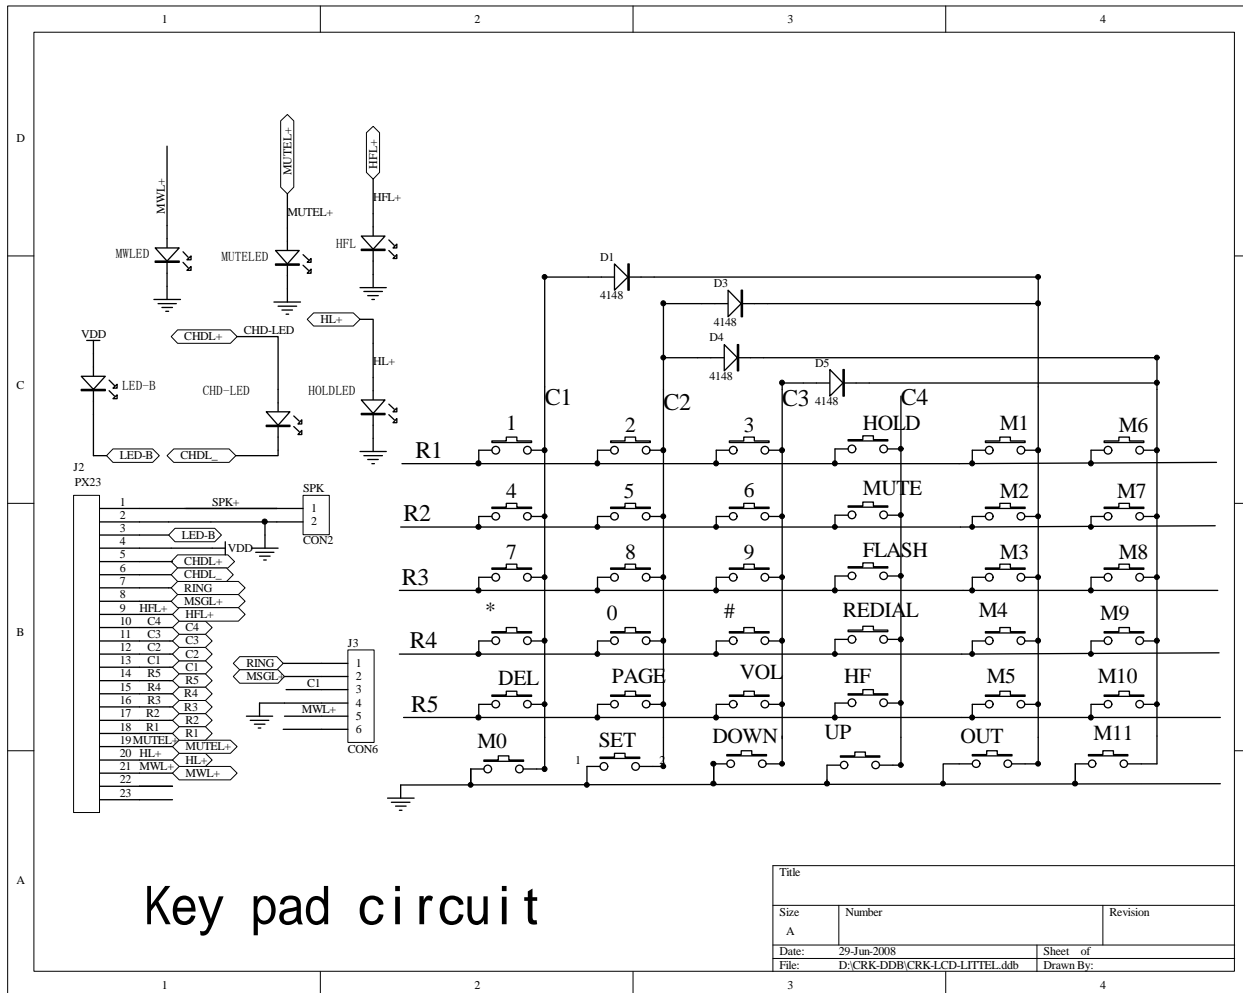 1 2 3 4
D
MWL+
MUTEL+
HFL+
MUTEL+
HFL+
MWLED
MUTELED
HFL
D1
4148
D3
4148
D4
4148
D5
4148
C
VDD
CHDL+
CHD-LED
HL+
HL+
LED-B
CHD-LED
HOLDLED
LED-B
CHDL_
C1 C2 C3 C4
1 2 3 HOLD M1 M6
R1
4 5 6 MUTE M2 M7
R2
7 8 9 FLASH M3 M8
R3
* 0 # REDIAL M4 M9
R4
DEL PAGE VOL HF M5 M10
R5
M0 SET DOWN UP OUT M11
1 2
J2
PX23
1 SPK+
2
3 LED-B
4 VDD
5 CHDL+
6 CHDL_
7 RING
8 MSGL+
9 HFL+ HFL+
10 C4 C4
11 C3 C3
12 C2 C2
13 C1 C1
14 R5 R5
15 R4 R4
16 R3 R3
17 R2 R2
18 R1 R1
19 MUTEL+ MUTEL+
20 HL+ HL+
21 MWL+ MWL+
22
23
SPK
1
2
CON2
B
J3
RING 1
MSGL+ 2
C1 3
4
MWL+ 5
6
CON6
A
Key pad circuit
Title
Size Number Revision
A
Date: 29-Jun-2008 Sheet of
File: D:\CRK-DDB\CRK-LCD-LITTEL.ddb Drawn By:
1 2 3 4